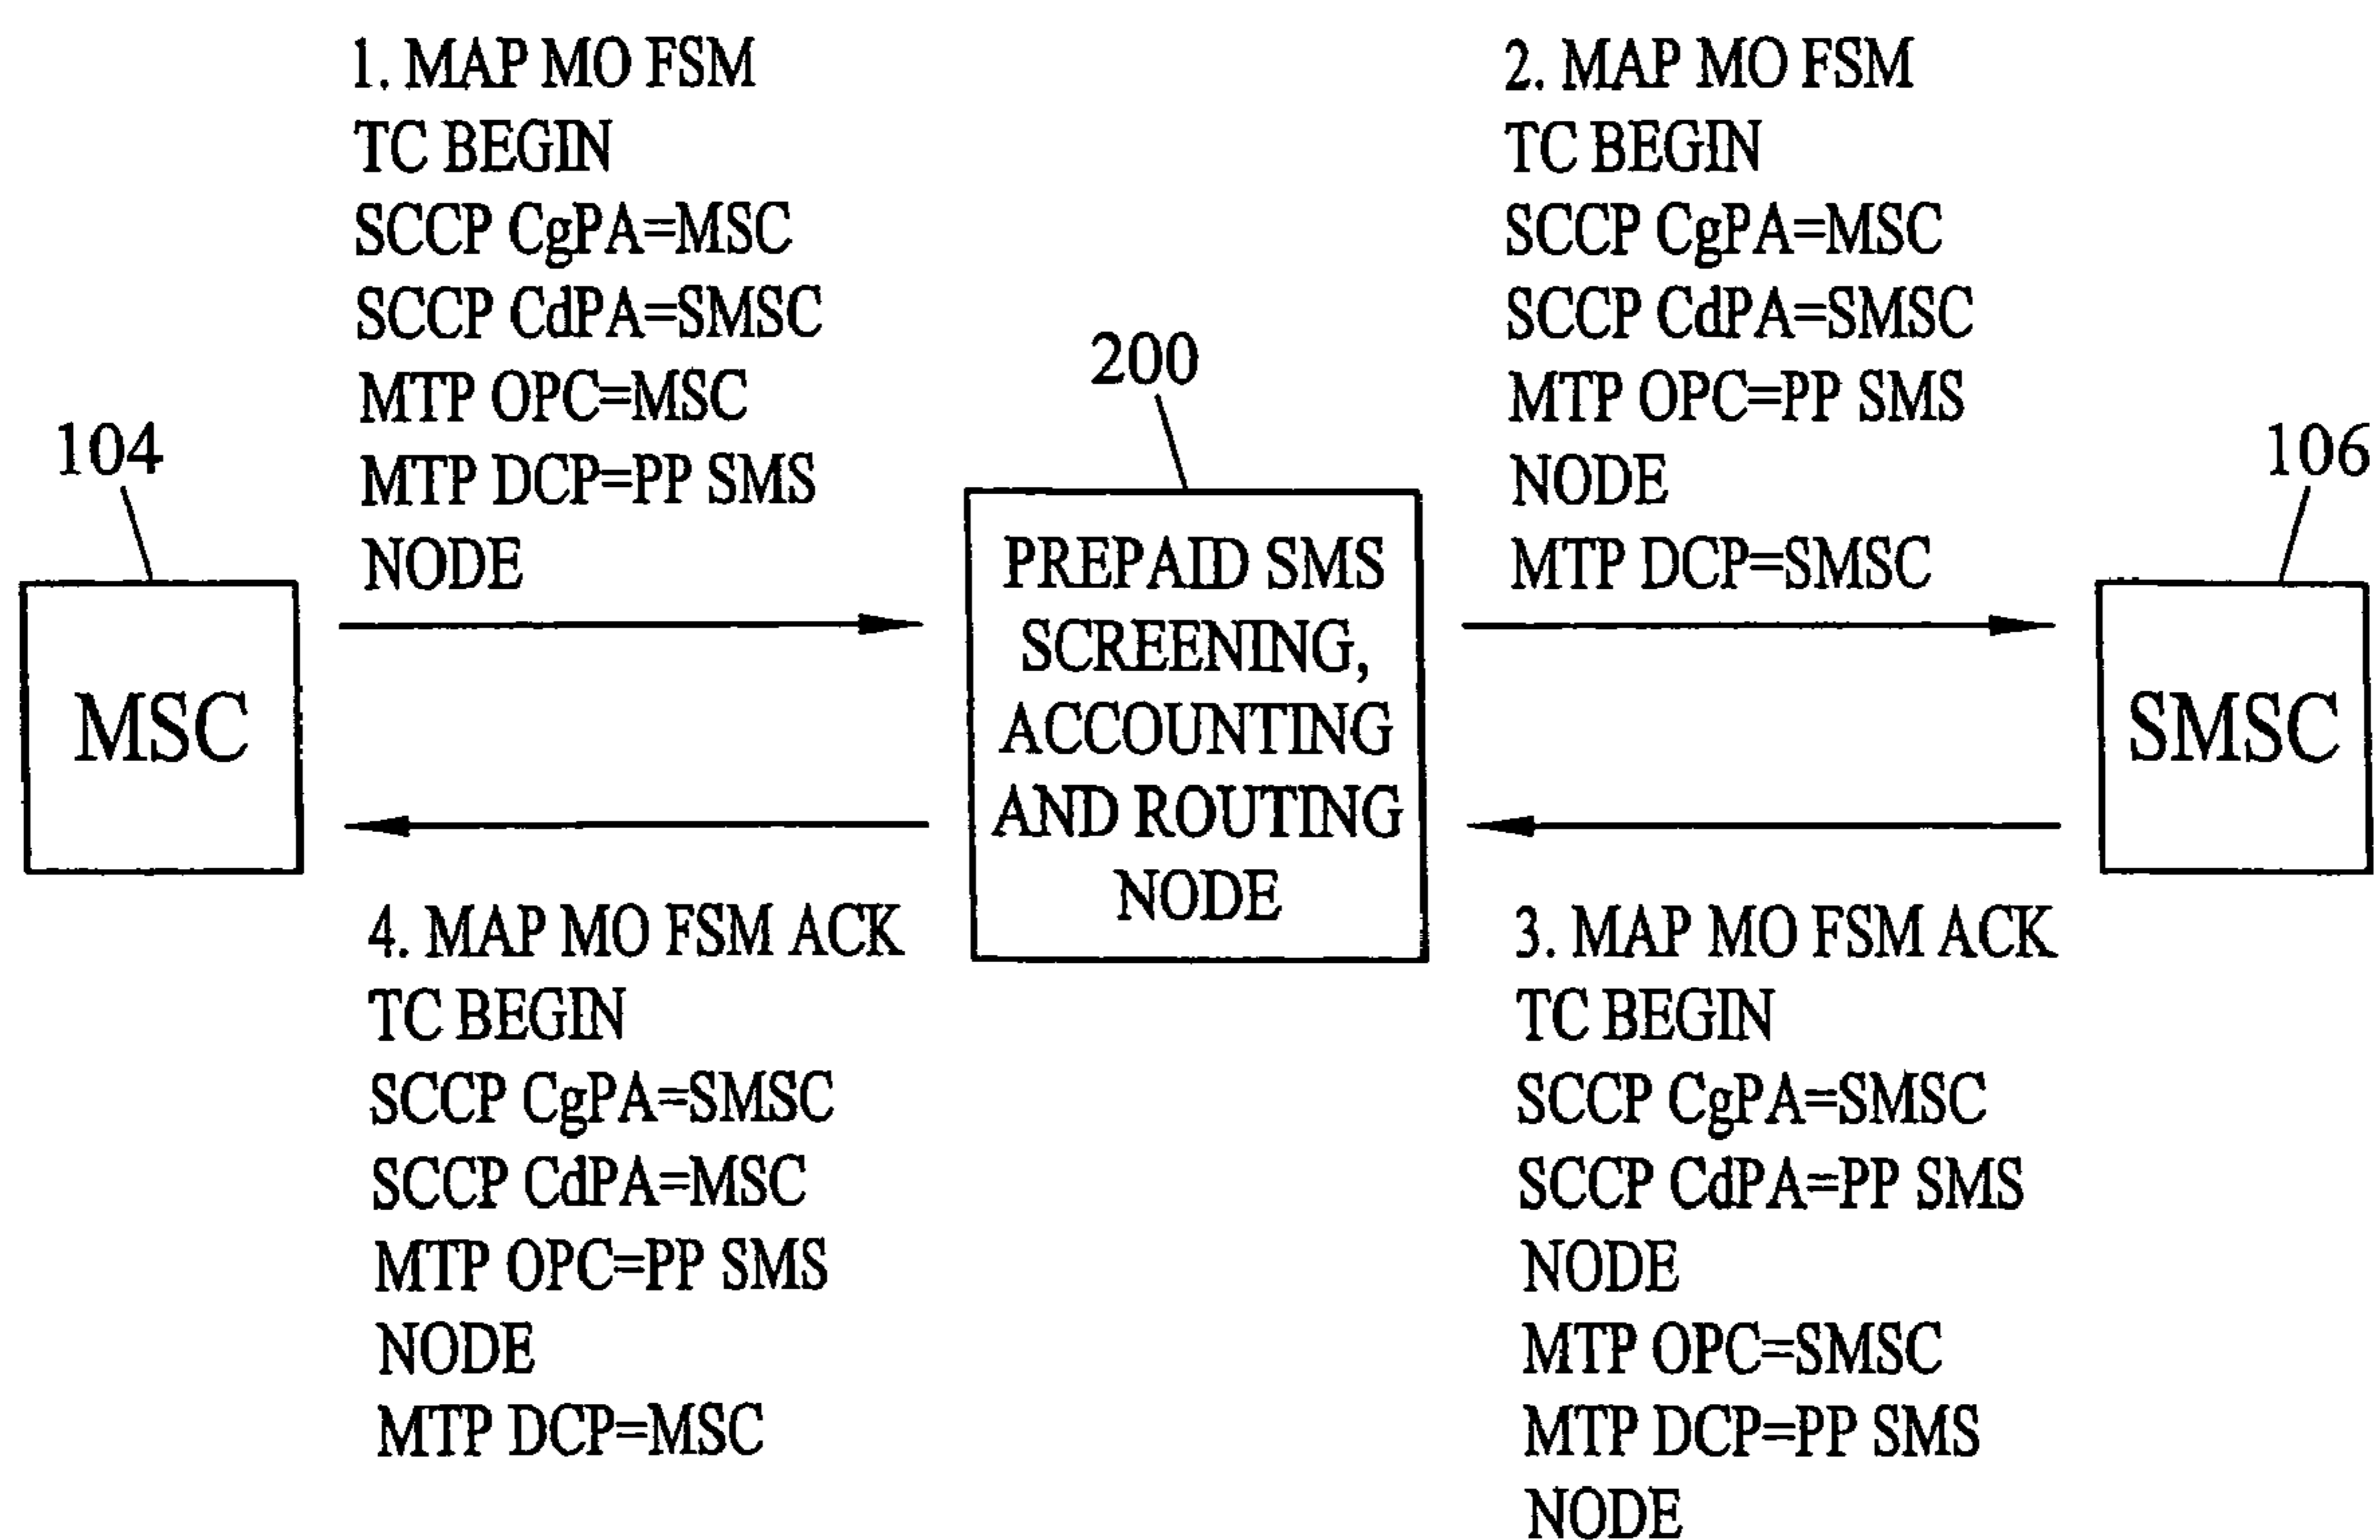 1. MAP MO FSM
TC BEGIN
SCCP CgPA=MSC
SCCP CdPA=SMSC
MTP OPC=MSC
MTP DCP=PP SMS
NODE
2. MAP MO FSM
TC BEGIN
SCCP CgPA=MSC
SCCP CdPA=SMSC
MTP OPC=PP SMS
NODE
MTP DCP=SMSC
104
200
106
MSC
PREPAID SMS
SCREENING,
ACCOUNTING
AND ROUTING
NODE
SMSC
4. MAP MO FSM ACK
TC BEGIN
SCCP CgPA=SMSC
SCCP CdPA=MSC
MTP OPC=PP SMS
NODE
MTP DCP=MSC
3. MAP MO FSM ACK
TC BEGIN
SCCP CgPA=SMSC
SCCP CdPA=PP SMS
NODE
MTP OPC=SMSC
MTP DCP=PP SMS
NODE